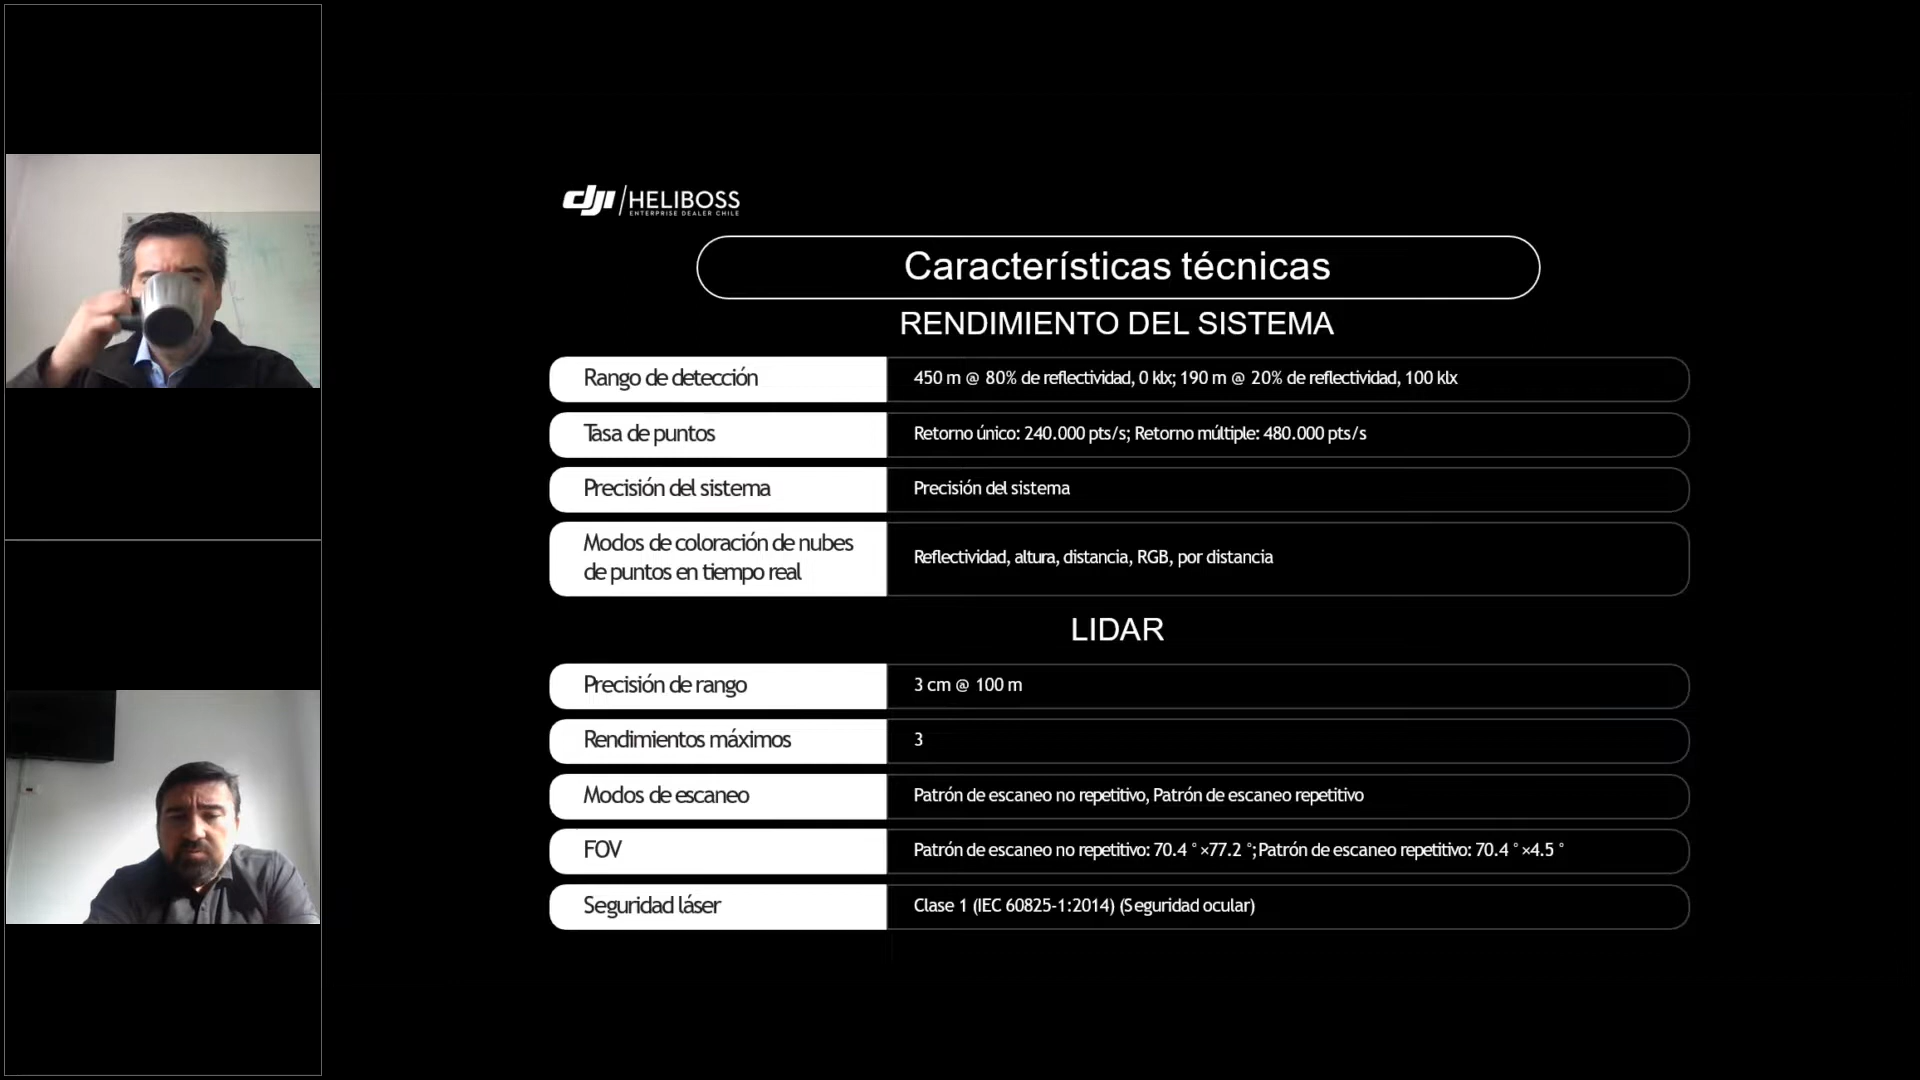 dji/HELIBOSS
ENTERPRISE DEALER CHILE
Características técnicas
RENDIMIENTO DEL SISTEMA
Rango de detección
450 m @ 80% de reflectividad, 0 klx; 190 m @ 20% de reflectividad, 100 klx
Tasa de puntos
Retorno único: 240.000 pts/s; Retorno múltiple: 480.000 pts/s
Precisión del sistema
Precisión del sistema
Modos de coloración de nubes
de puntos en tiempo real
Reflectividad, altura, distancia, RGB, por distancia
LIDAR
Precisión de rango
3 cm @ 100 m
Rendimientos máximos
3
Modos de escaneo
Patrón de escaneo no repetitivo, Patrón de escaneo repetitivo
FOV
Patrón de escaneo no repetitivo: 70.4 ° ×77.2 °; Patrón de escaneo repetitivo: 70.4 ° ×4.5 °
Seguridad láser
Clase 1 (IEC 60825-1:2014) (Seguridad ocular)